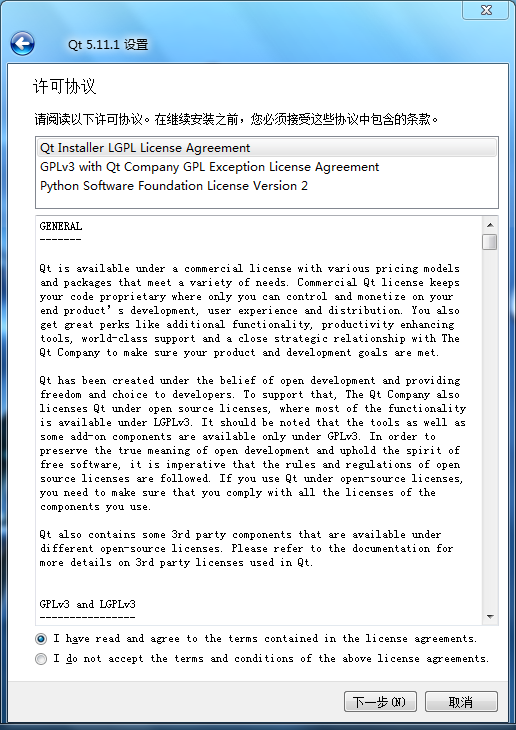 Qt 5.11.1 设置
许可协议
请阅读以下许可协议。在继续安装之前，您必须接受这些协议中包含的条款。
Qt Installer LGPL License Agreement
GPLv3 with Qt Company GPL Exception License Agreement
Python Software Foundation License Version 2
GENERAL
-------
Qt is available under a commercial license with various pricing models
and packages that meet a variety of needs. Commercial Qt license keeps
your code proprietary where only you can control and monetize on your
end product’s development, user experience and distribution. You also
get great perks like additional functionality, productivity enhancing
tools, world-class support and a close strategic relationship with The
Qt Company to make sure your product and development goals are met.
Qt has been created under the belief of open development and providing
freedom and choice to developers. To support that, The Qt Company also
licenses Qt under open source licenses, where most of the functionality
is available under LGPLv3. It should be noted that the tools as well as
some add-on components are available only under GPLv3. In order to
preserve the true meaning of open development and uphold the spirit of
free software, it is imperative that the rules and regulations of open
source licenses are followed. If you use Qt under open-source licenses,
you need to make sure that you comply with all the licenses of the
components you use.
Qt also contains some 3rd party components that are available under
different open-source licenses. Please refer to the documentation for
more details on 3rd party licenses used in Qt.
GPLv3 and LGPLv3
----------------
I have read and agree to the terms contained in the license agreements.
I do not accept the terms and conditions of the above license agreements.
下一步(N)
取消